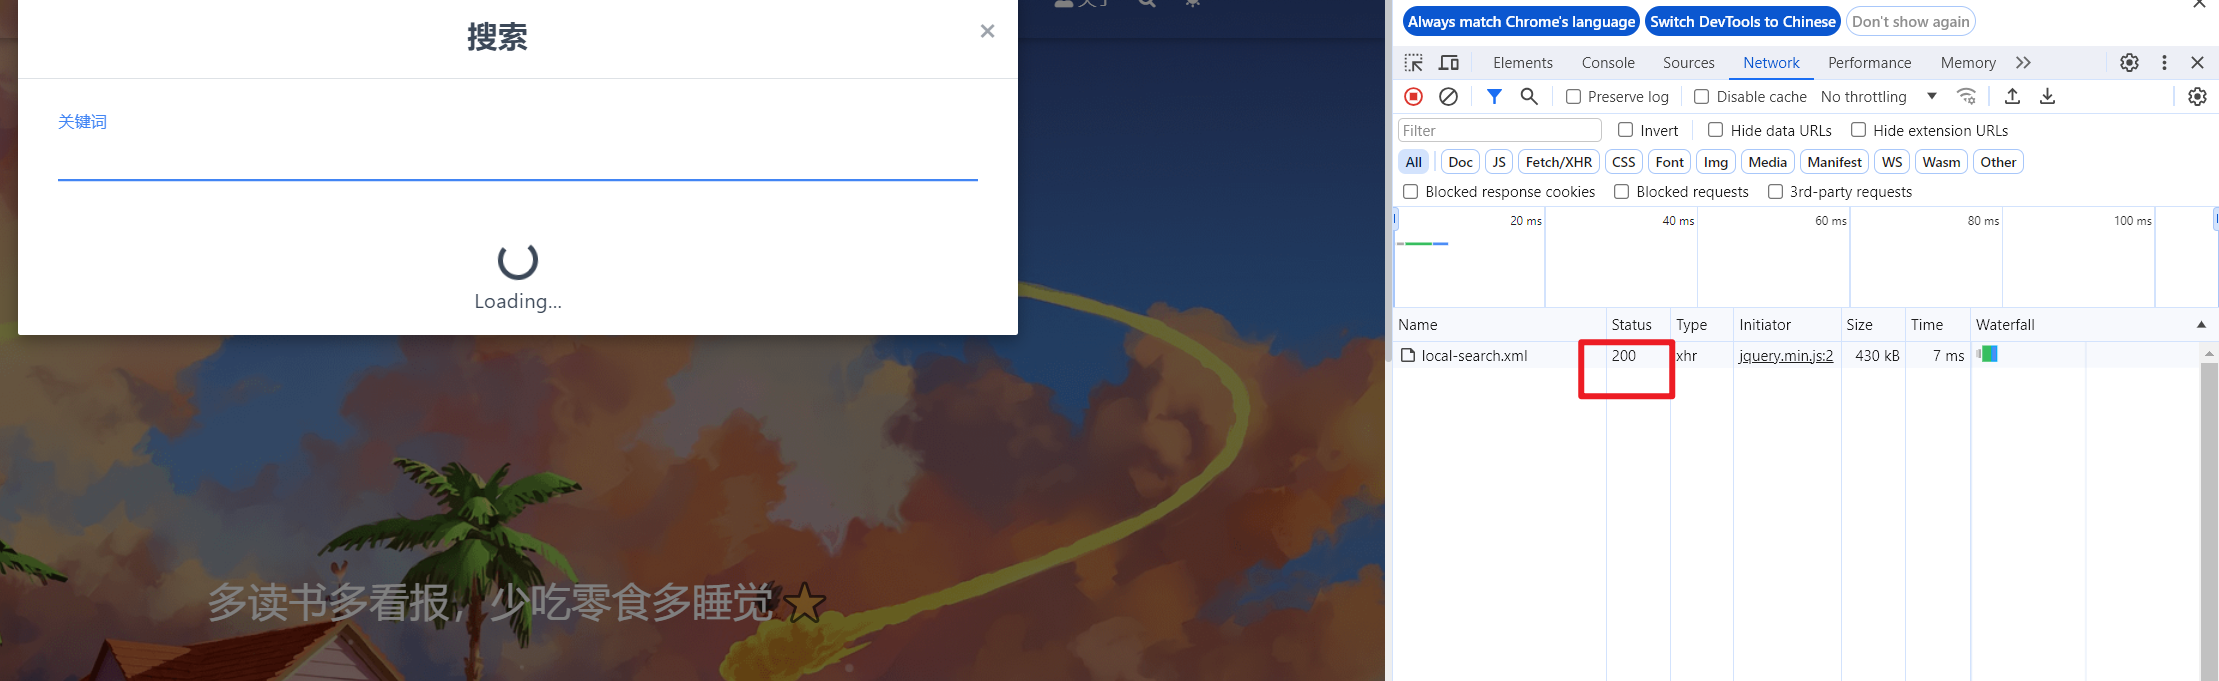 搜索
×
关键词
Loading...
多读书多看报，少吃零食多睡觉
Always match Chrome's language Switch DevTools to Chinese Don't show again
Elements Console Sources Network Performance Memory
Preserve log Disable cache No throttling
Filter Invert Hide data URLs Hide extension URLs
All Doc JS Fetch/XHR CSS Font Img Media Manifest WS Wasm Other
Blocked response cookies Blocked requests 3rd-party requests
20 ms 40 ms 60 ms 80 ms 100 ms
Name Status Type Initiator Size Time Waterfall
local-search.xml 200 xhr jquery.min.js:2 430 kB 7 ms